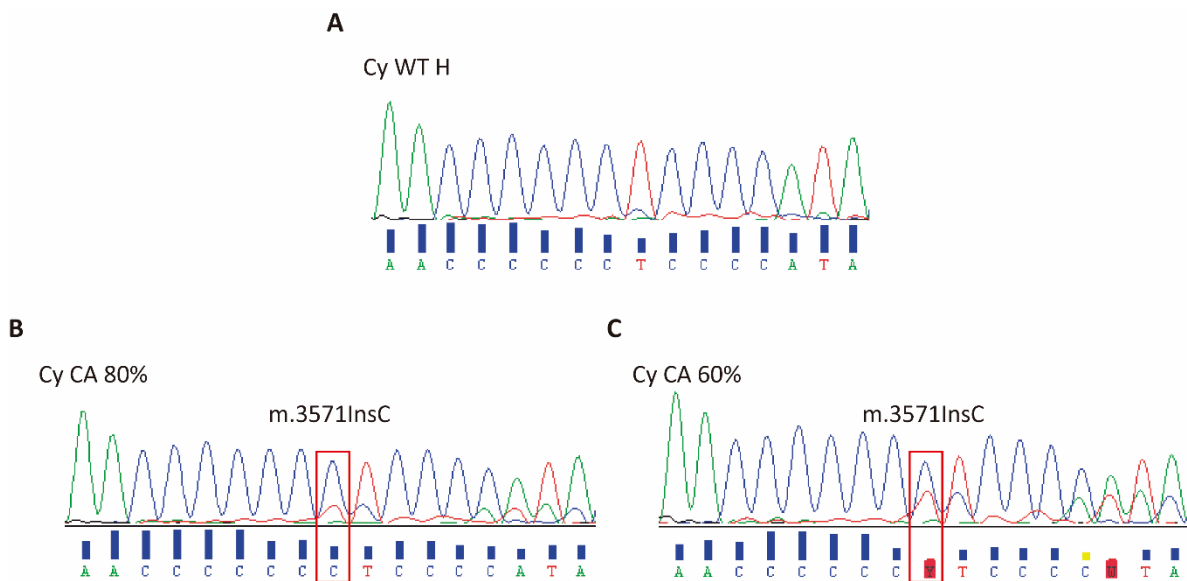 A
Cy WT H
A A C C C C C C T C C C C A T A
B
Cy CA 80%
m.3571InsC
A A C C C C C C C T C C C C A T A
C
Cy CA 60%
m.3571InsC
A A C C C C C C Y T C C C C W T A